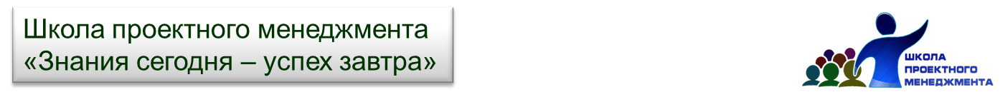 Школа проектного менеджмента
«Знания сегодня – успех завтра»
ШКОЛА
ПРОЕКТНОГО
МЕНЕДЖМЕНТА